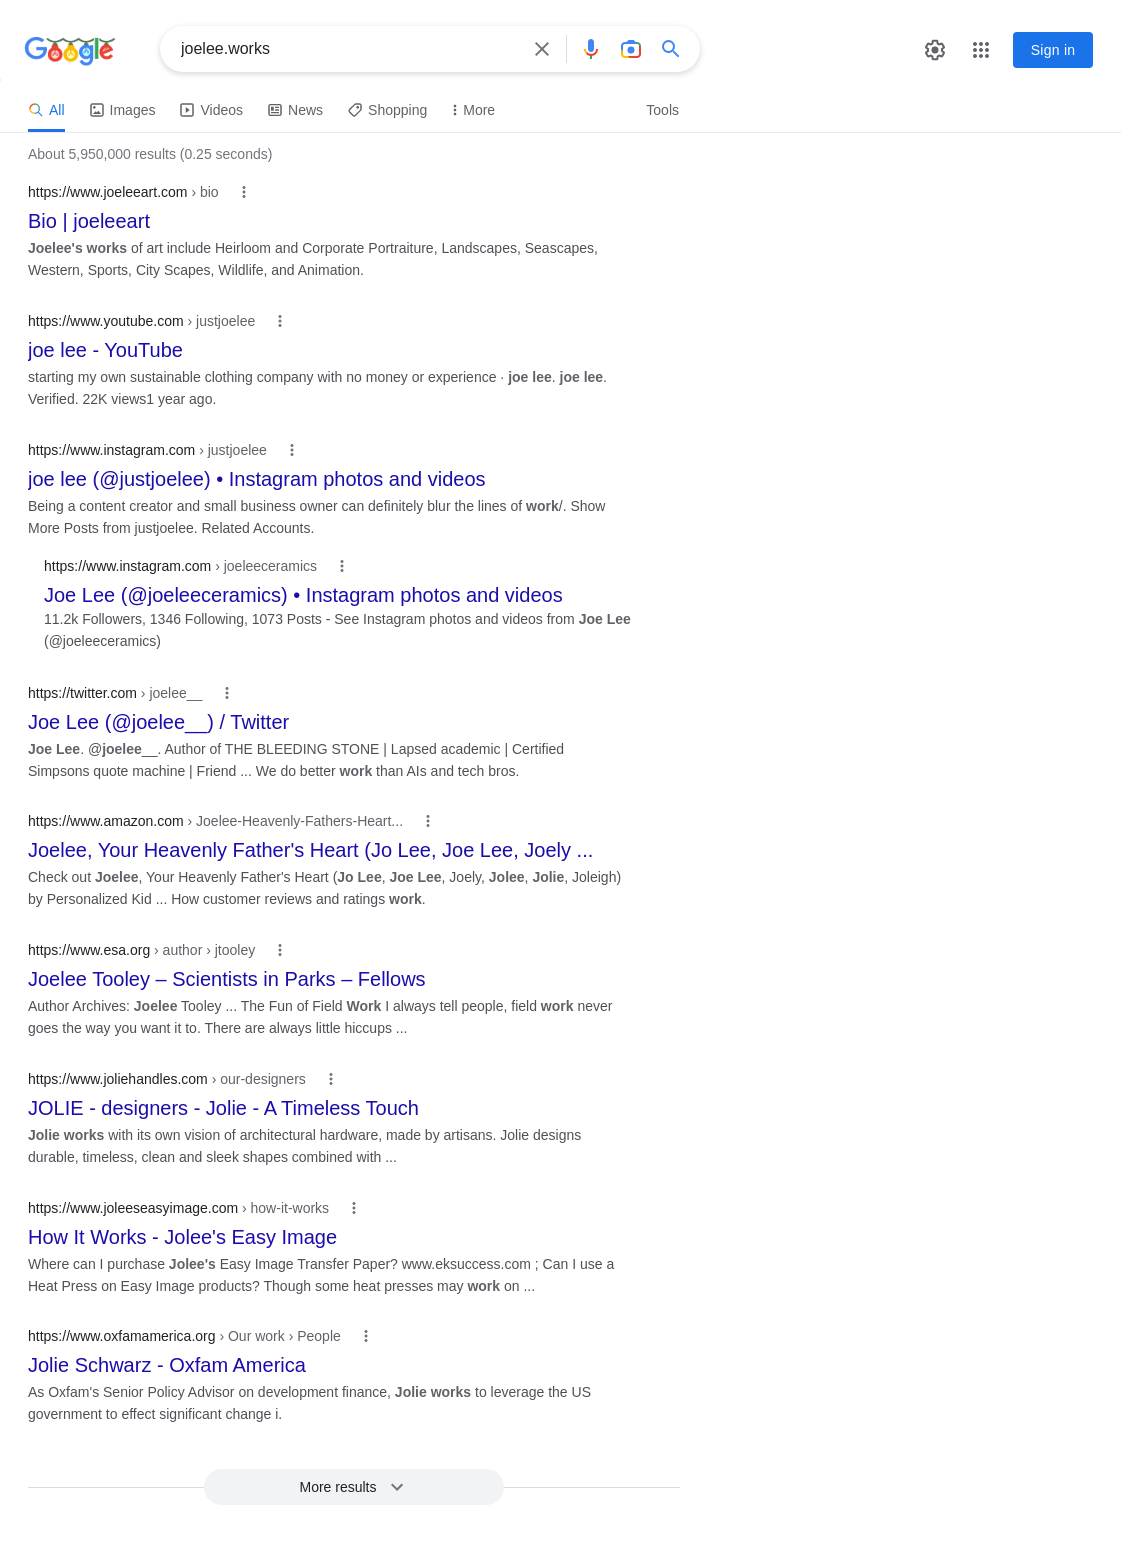 Google
joelee.works
Sign in
All
Images
Videos
News
Shopping
More
Tools
About 5,950,000 results (0.25 seconds)
https://www.joeleeart.com › bio
Bio | joeleeart
Joelee's works of art include Heirloom and Corporate Portraiture, Landscapes, Seascapes,
Western, Sports, City Scapes, Wildlife, and Animation.
https://www.youtube.com › justjoelee
joe lee - YouTube
starting my own sustainable clothing company with no money or experience · joe lee. joe lee.
Verified. 22K views1 year ago.
https://www.instagram.com › justjoelee
joe lee (@justjoelee) • Instagram photos and videos
Being a content creator and small business owner can definitely blur the lines of work/. Show
More Posts from justjoelee. Related Accounts.
https://www.instagram.com › joeleeceramics
Joe Lee (@joeleeceramics) • Instagram photos and videos
11.2k Followers, 1346 Following, 1073 Posts - See Instagram photos and videos from Joe Lee
(@joeleeceramics)
https://twitter.com › joelee__
Joe Lee (@joelee__) / Twitter
Joe Lee. @joelee__. Author of THE BLEEDING STONE | Lapsed academic | Certified
Simpsons quote machine | Friend ... We do better work than AIs and tech bros.
https://www.amazon.com › Joelee-Heavenly-Fathers-Heart...
Joelee, Your Heavenly Father's Heart (Jo Lee, Joe Lee, Joely ...
Check out Joelee, Your Heavenly Father's Heart (Jo Lee, Joe Lee, Joely, Jolee, Jolie, Joleigh)
by Personalized Kid ... How customer reviews and ratings work.
https://www.esa.org › author › jtooley
Joelee Tooley – Scientists in Parks – Fellows
Author Archives: Joelee Tooley ... The Fun of Field Work I always tell people, field work never
goes the way you want it to. There are always little hiccups ...
https://www.joliehandles.com › our-designers
JOLIE - designers - Jolie - A Timeless Touch
Jolie works with its own vision of architectural hardware, made by artisans. Jolie designs
durable, timeless, clean and sleek shapes combined with ...
https://www.joleeseasyimage.com › how-it-works
How It Works - Jolee's Easy Image
Where can I purchase Jolee's Easy Image Transfer Paper? www.eksuccess.com ; Can I use a
Heat Press on Easy Image products? Though some heat presses may work on ...
https://www.oxfamamerica.org › Our work › People
Jolie Schwarz - Oxfam America
As Oxfam's Senior Policy Advisor on development finance, Jolie works to leverage the US
government to effect significant change i.
More results